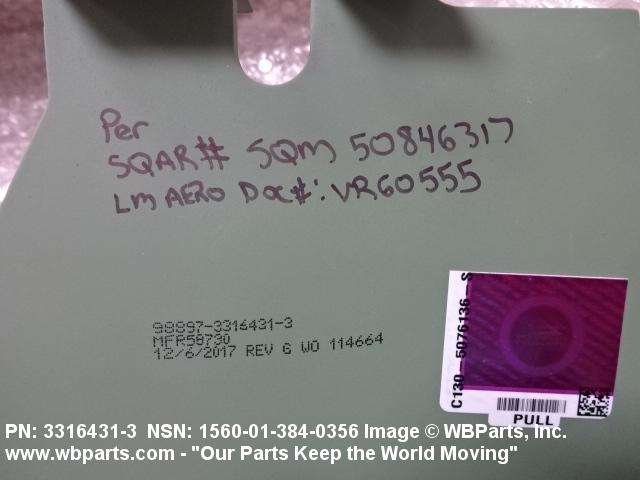 Per
SQAR# SQM 50846317
LM AERO Doc#: VR60555
98897-3316431-3
MFR58730
12/6/2017 REV G WO 114664
C130-5076136-S
PULL
PN: 3316431-3 NSN: 1560-01-384-0356 Image © WBParts, Inc.
www.wbparts.com - "Our Parts Keep the World Moving"